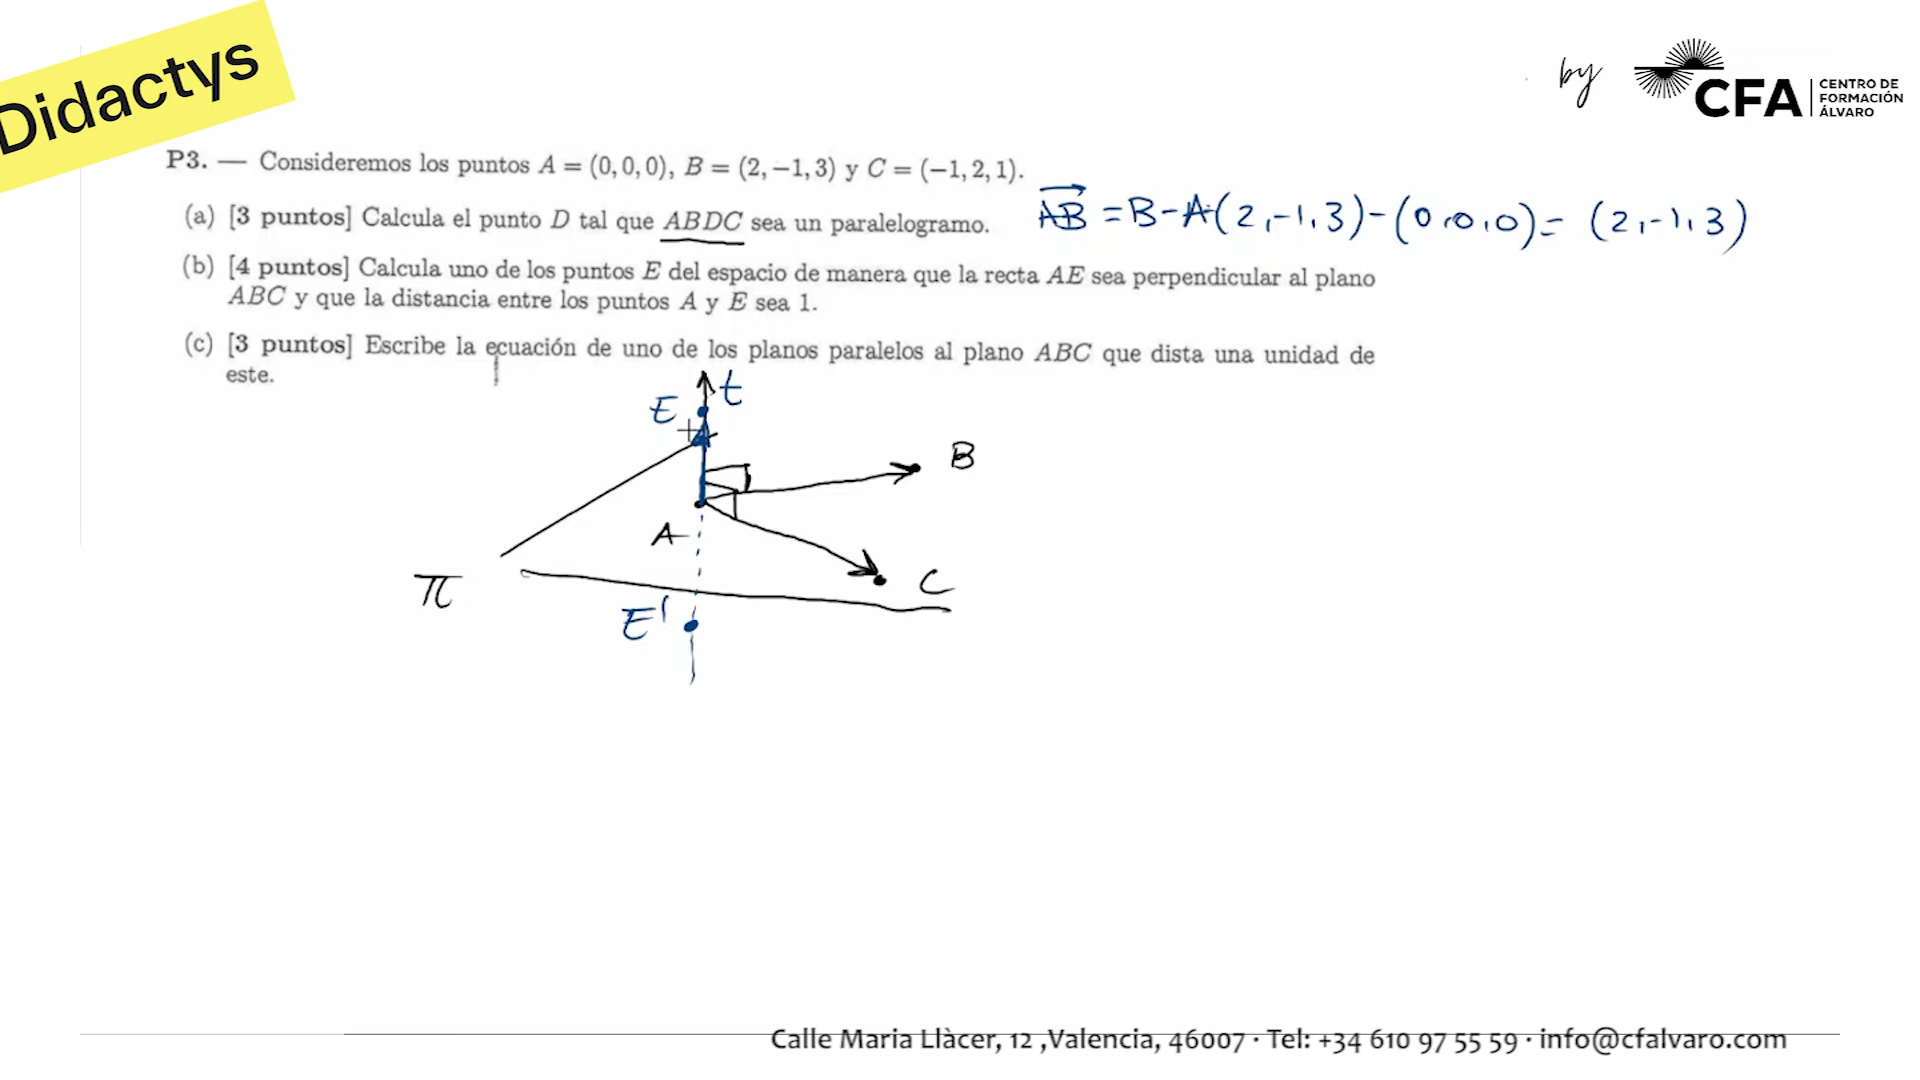 Didactys
by CFA CENTRO DE
FORMACIÓN
ÁLVARO
P3. — Consideremos los puntos A = (0, 0, 0), B = (2, −1, 3) y C = (−1, 2, 1).
(a) [3 puntos] Calcula el punto D tal que ABDC sea un paralelogramo.
AB = B - A (2, -1, 3) - (0, 0, 0) = (2, -1, 3)
(b) [4 puntos] Calcula uno de los puntos E del espacio de manera que la recta AE sea perpendicular al plano
ABC y que la distancia entre los puntos A y E sea 1.
(c) [3 puntos] Escribe la ecuación de uno de los planos paralelos al plano ABC que dista una unidad de
este.
t
E
B
A
π
C
E'
Calle Maria Llàcer, 12 ,Valencia, 46007 · Tel: +34 610 97 55 59 · info@cfalvaro.com